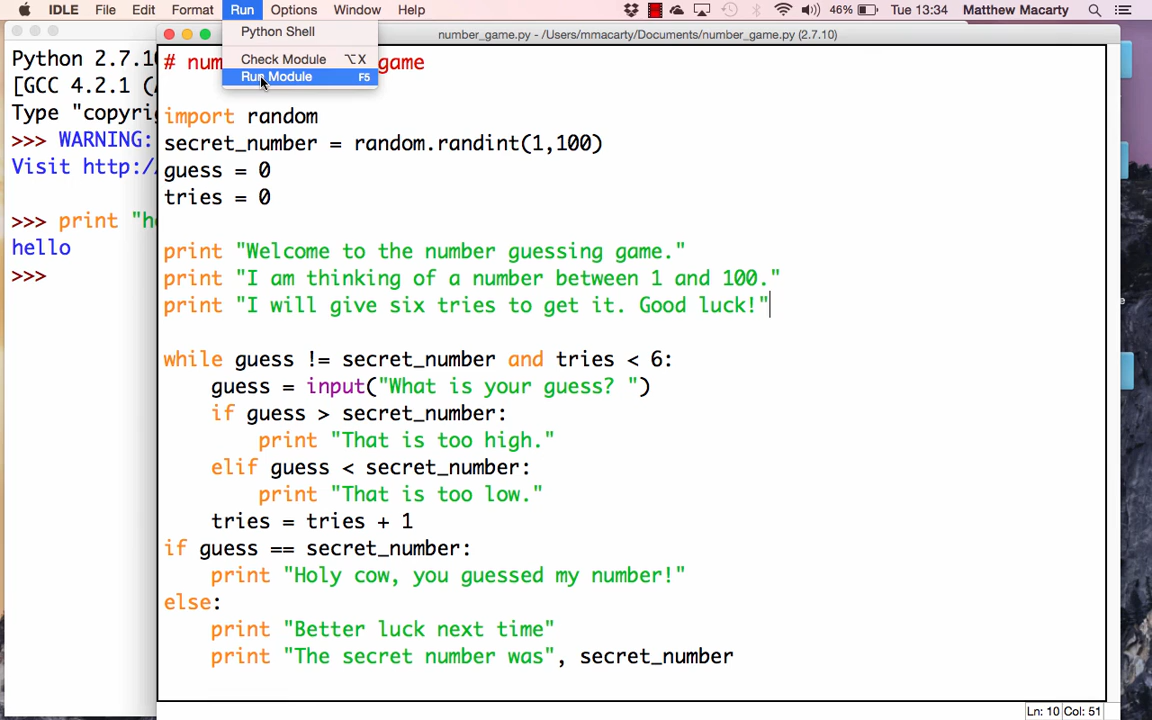 IDLE File Edit Format Run Options Window Help 46% Tue 13:34 Matthew Macarty
number_game.py - /Users/mmacarty/Documents/number_game.py (2.7.10)
Python Shell
Check Module ⌥X
Run Module F5
Python 2.7.10
[GCC 4.2.1 (
Type "copyri
>>> WARNING:
Visit http:/
>>> print "he
hello
>>>
# num game
import random
secret_number = random.randint(1,100)
guess = 0
tries = 0
print "Welcome to the number guessing game."
print "I am thinking of a number between 1 and 100."
print "I will give six tries to get it. Good luck!"
while guess != secret_number and tries < 6:
    guess = input("What is your guess? ")
    if guess > secret_number:
        print "That is too high."
    elif guess < secret_number:
        print "That is too low."
    tries = tries + 1
if guess == secret_number:
    print "Holy cow, you guessed my number!"
else:
    print "Better luck next time"
    print "The secret number was", secret_number
Ln: 10 Col: 51